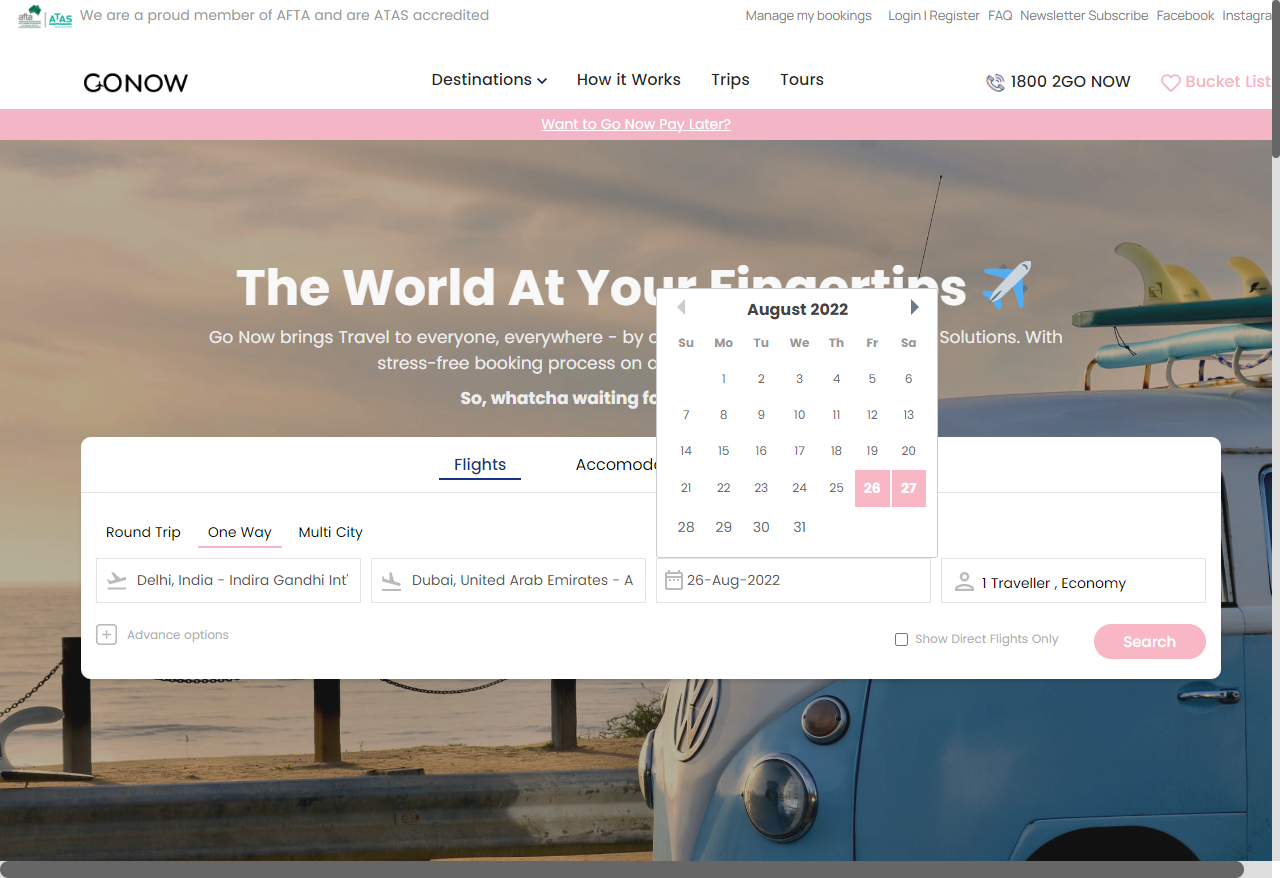 afta ATAS We are a proud member of AFTA and are ATAS accredited
Manage my bookings Login | Register FAQ Newsletter Subscribe Facebook Instagra
GONOW
Destinations How it Works Trips Tours
1800 2GO NOW Bucket List
Want to Go Now Pay Later?
The World At Your Fingertips
Go Now brings Travel to everyone, everywhere - by c Solutions. With
stress-free booking process on
So, whatcha waiting fo
August 2022
Su Mo Tu We Th Fr Sa
1 2 3 4 5 6
7 8 9 10 11 12 13
14 15 16 17 18 19 20
21 22 23 24 25 26 27
28 29 30 31
Flights Accomod
Round Trip One Way Multi City
Delhi, India - Indira Gandhi Int' Dubai, United Arab Emirates - A 26-Aug-2022 1 Traveller , Economy
Advance options Show Direct Flights Only Search